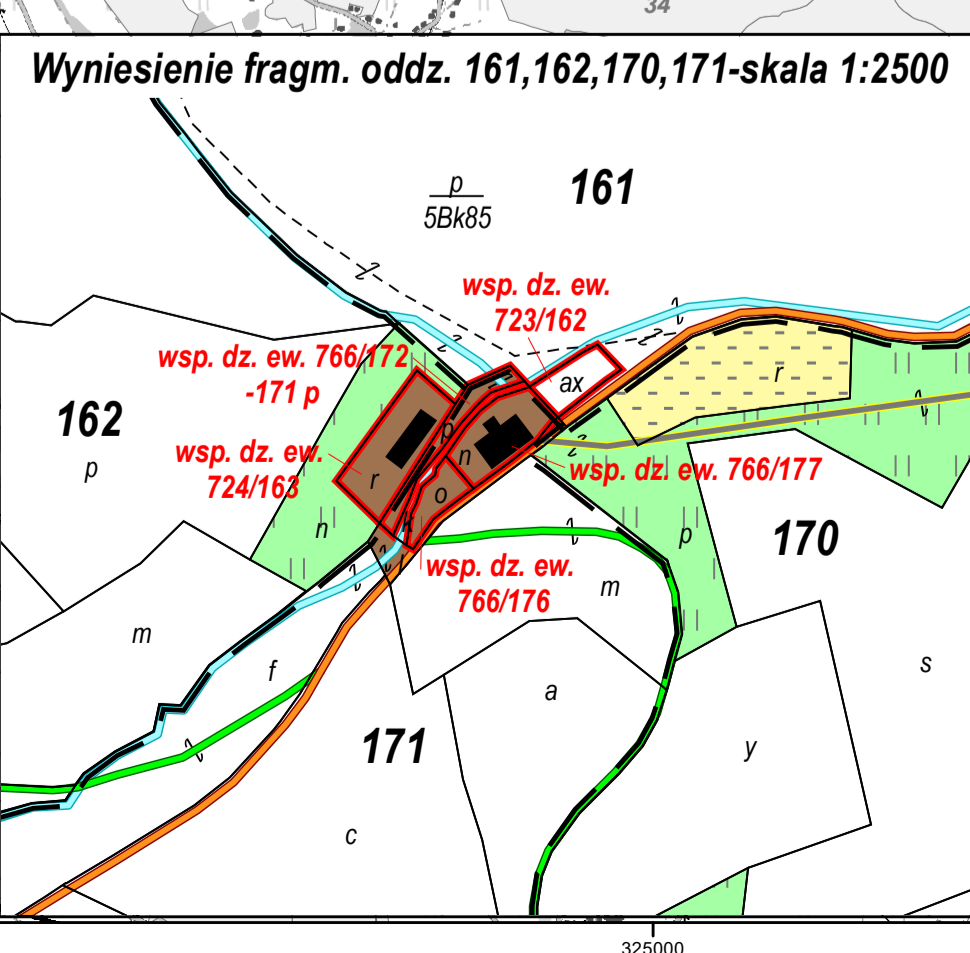 34
Wyniesienie fragm. oddz. 161,162,170,171-skala 1:2500
p
5Bk85
161
wsp. dz. ew.
723/162
wsp. dz. ew. 766/172
-171 p
ax
r
162
p
wsp. dz. ew.
724/163
r
p
n
o
wsp. dz. ew. 766/177
n
p
170
wsp. dz. ew.
766/176
l
m
m
f
a
s
171
y
c
325000